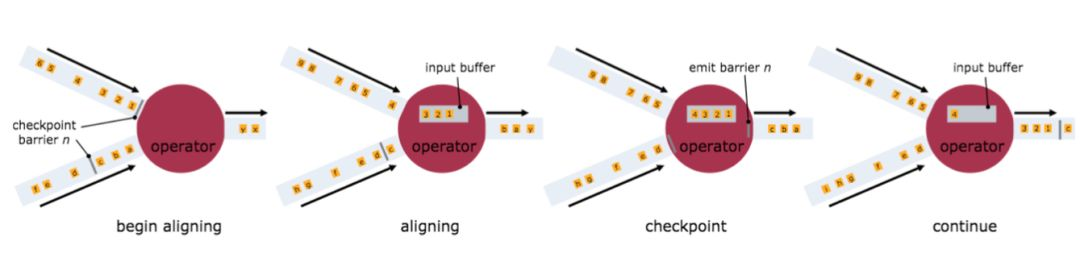 6 5 4 3 2 1
checkpoint
barrier n
f e d c b a
operator
y x
begin aligning
9 8 7 6 5 4
input buffer
3 2 1
operator
b a y
h g f e d c
aligning
9 8 7 6 5
emit barrier n
4 3 2 1
operator
c b a
h g f e d
checkpoint
9 8 7 6 5
input buffer
4
operator
3 2 1 c
i h g f e d
continue